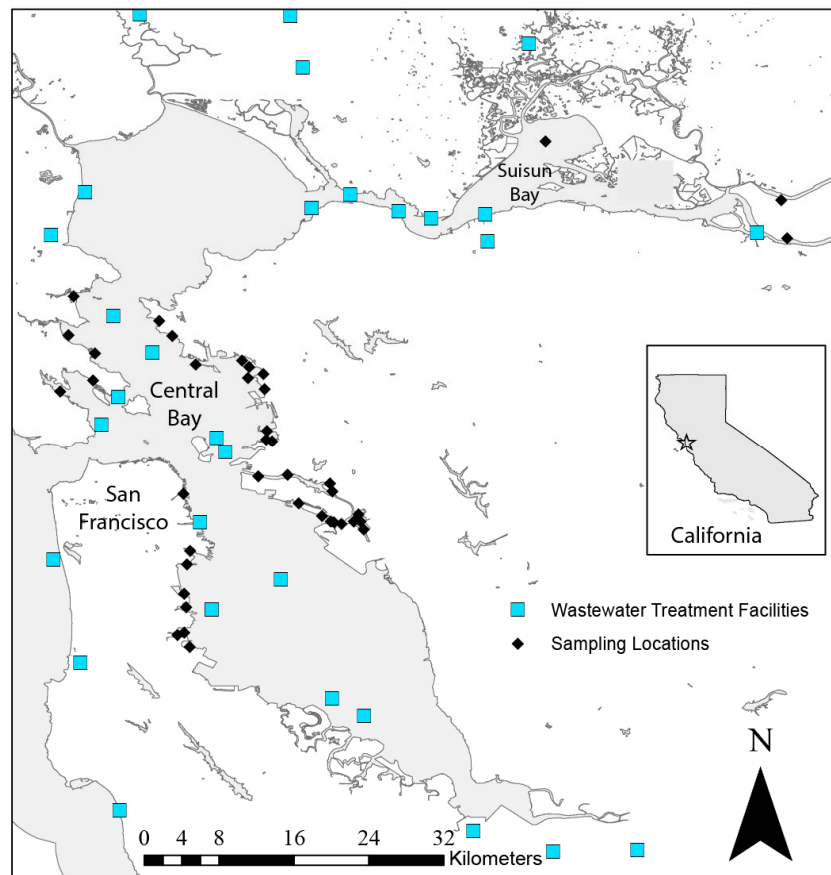 Suisun
Bay
Central
Bay
San
Francisco
California
Wastewater Treatment Facilities
Sampling Locations
N
0 4 8 16 24 32
Kilometers